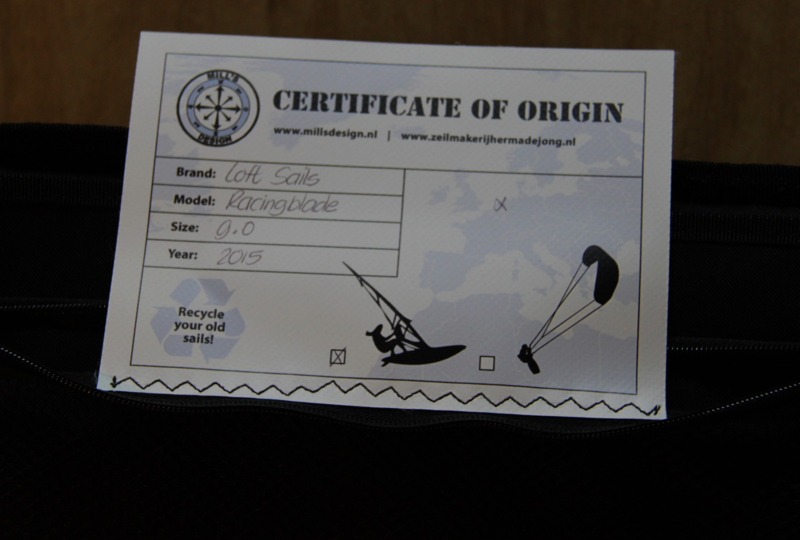 MILL'S
DESIGN
CERTIFICATE OF ORIGIN
www.millsdesign.nl | www.zeilmakerijhermadejong.nl
Brand: Loft Sails
Model: Racingblade
Size: 9.0
Year: 2015
x
Recycle
your old
sails!
x